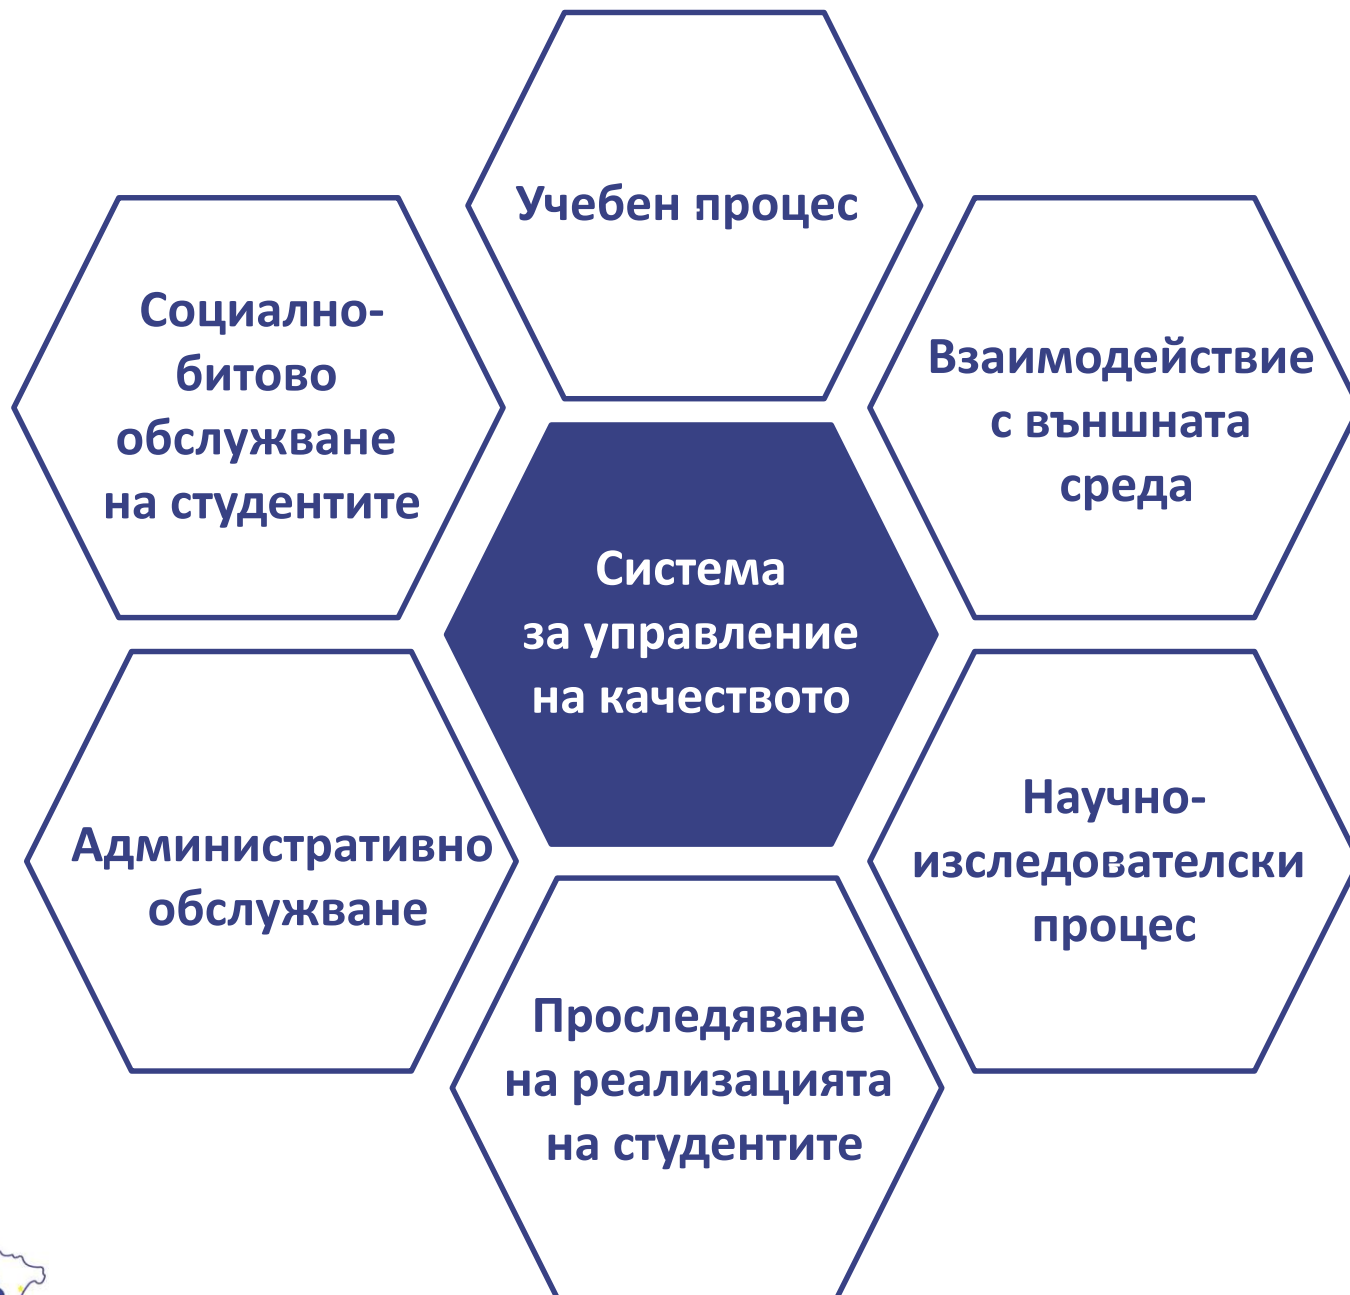 Учебен процес
Социално-
битово
обслужване
на студентите
Взаимодействие
с външната
среда
Система
за управление
на качеството
Административно
обслужване
Научно-
изследователски
процес
Проследяване
на реализацията
на студентите